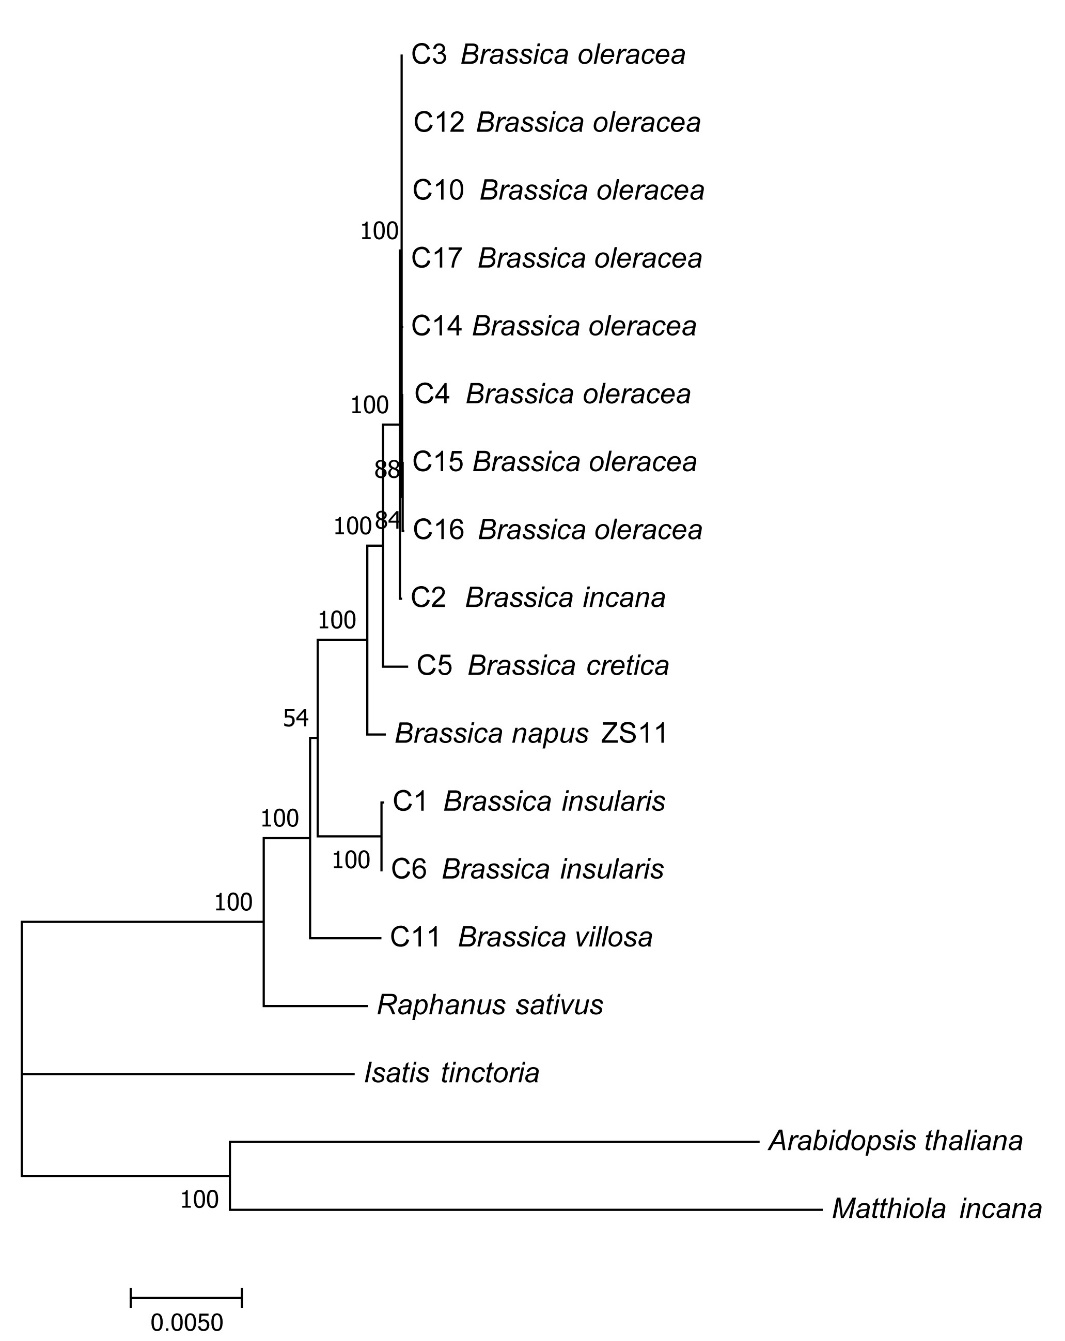 C3 Brassica oleracea
C12 Brassica oleracea
C10 Brassica oleracea
100
C17 Brassica oleracea
C14 Brassica oleracea
C4 Brassica oleracea
100
C15 Brassica oleracea
88
C16 Brassica oleracea
100 84
C2 Brassica incana
100
C5 Brassica cretica
54
Brassica napus ZS11
C1 Brassica insularis
100
100
C6 Brassica insularis
100
C11 Brassica villosa
Raphanus sativus
Isatis tinctoria
Arabidopsis thaliana
100
Matthiola incana
0.0050